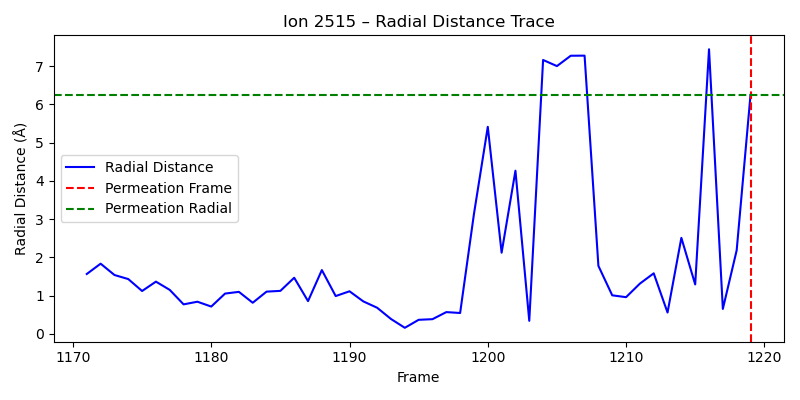 Ion 2515 – Radial Distance Trace
Radial Distance (Å)
7
6
5
4
3
2
1
0
Radial Distance
Permeation Frame
Permeation Radial
1170
1180
1190
1200
1210
1220
Frame